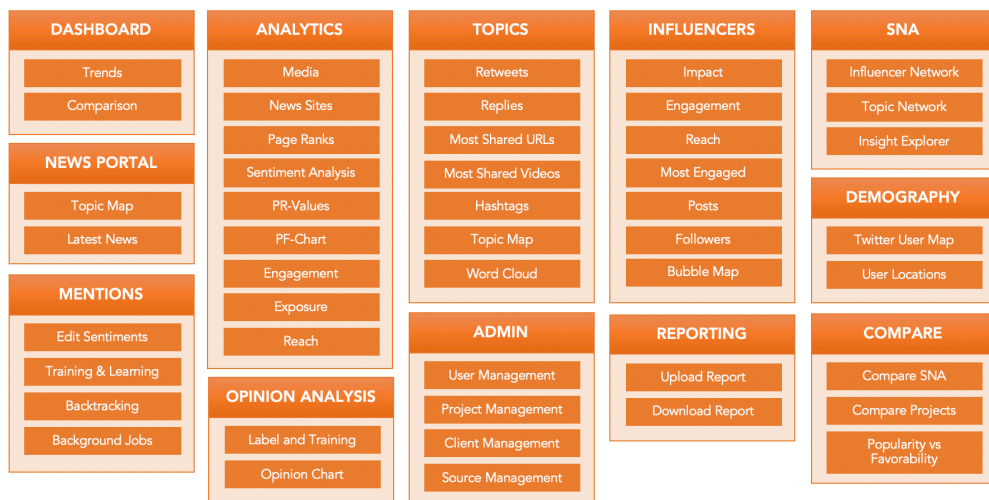 DASHBOARD
Trends
Comparison
NEWS PORTAL
Topic Map
Latest News
MENTIONS
Edit Sentiments
Training & Learning
Backtracking
Background Jobs
ANALYTICS
Media
News Sites
Page Ranks
Sentiment Analysis
PR-Values
PF-Chart
Engagement
Exposure
Reach
OPINION ANALYSIS
Label and Training
Opinion Chart
TOPICS
Retweets
Replies
Most Shared URLs
Most Shared Videos
Hashtags
Topic Map
Word Cloud
ADMIN
User Management
Project Management
Client Management
Source Management
INFLUENCERS
Impact
Engagement
Reach
Most Engaged
Posts
Followers
Bubble Map
REPORTING
Upload Report
Download Report
SNA
Influencer Network
Topic Network
Insight Explorer
DEMOGRAPHY
Twitter User Map
User Locations
COMPARE
Compare SNA
Compare Projects
Popularity vs
Favorability